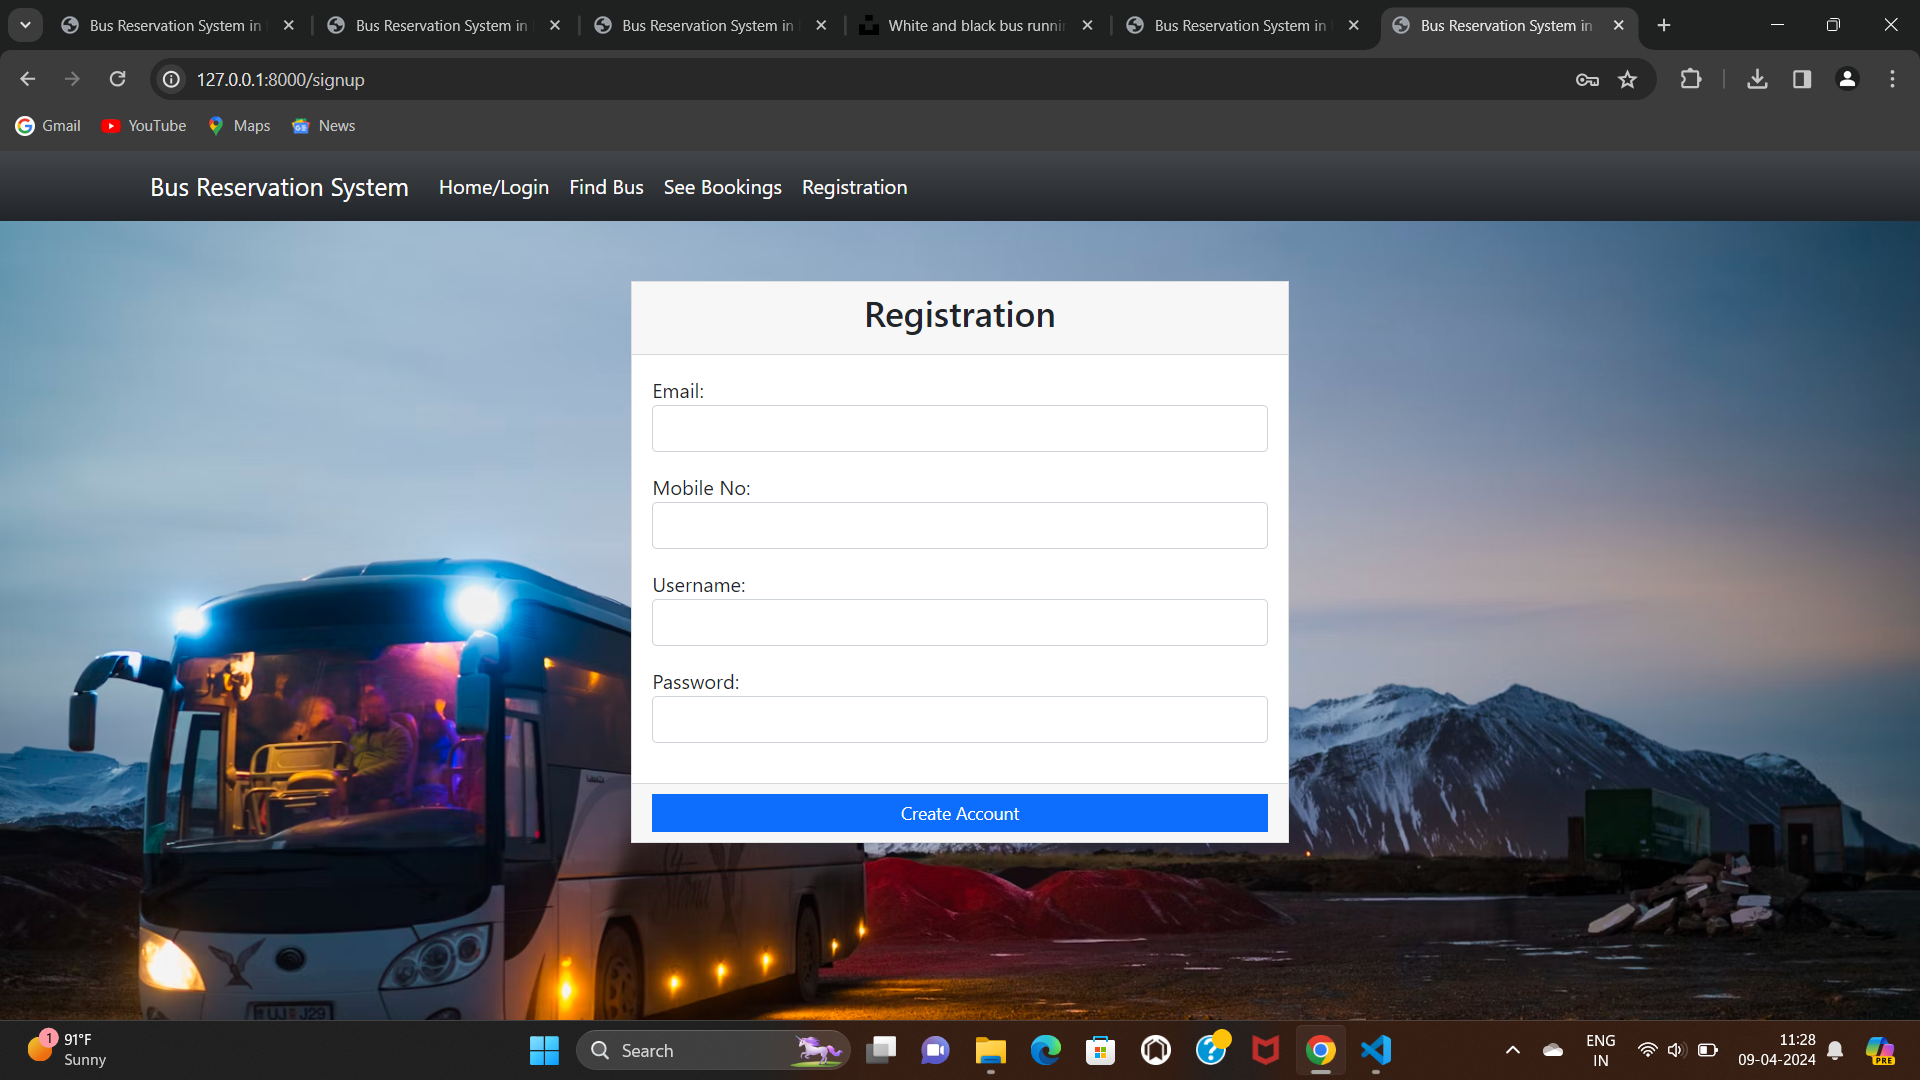 Bus Reservation System in
Bus Reservation System in
Bus Reservation System in
White and black bus runni
Bus Reservation System in
Bus Reservation System in
127.0.0.1:8000/signup
Gmail
YouTube
Maps
News
Bus Reservation System
Home/Login
Find Bus
See Bookings
Registration
Registration
Email:
Mobile No:
Username:
Password:
Create Account
1
91°F
Sunny
Search
ENG
IN
11:28
09-04-2024
PRE